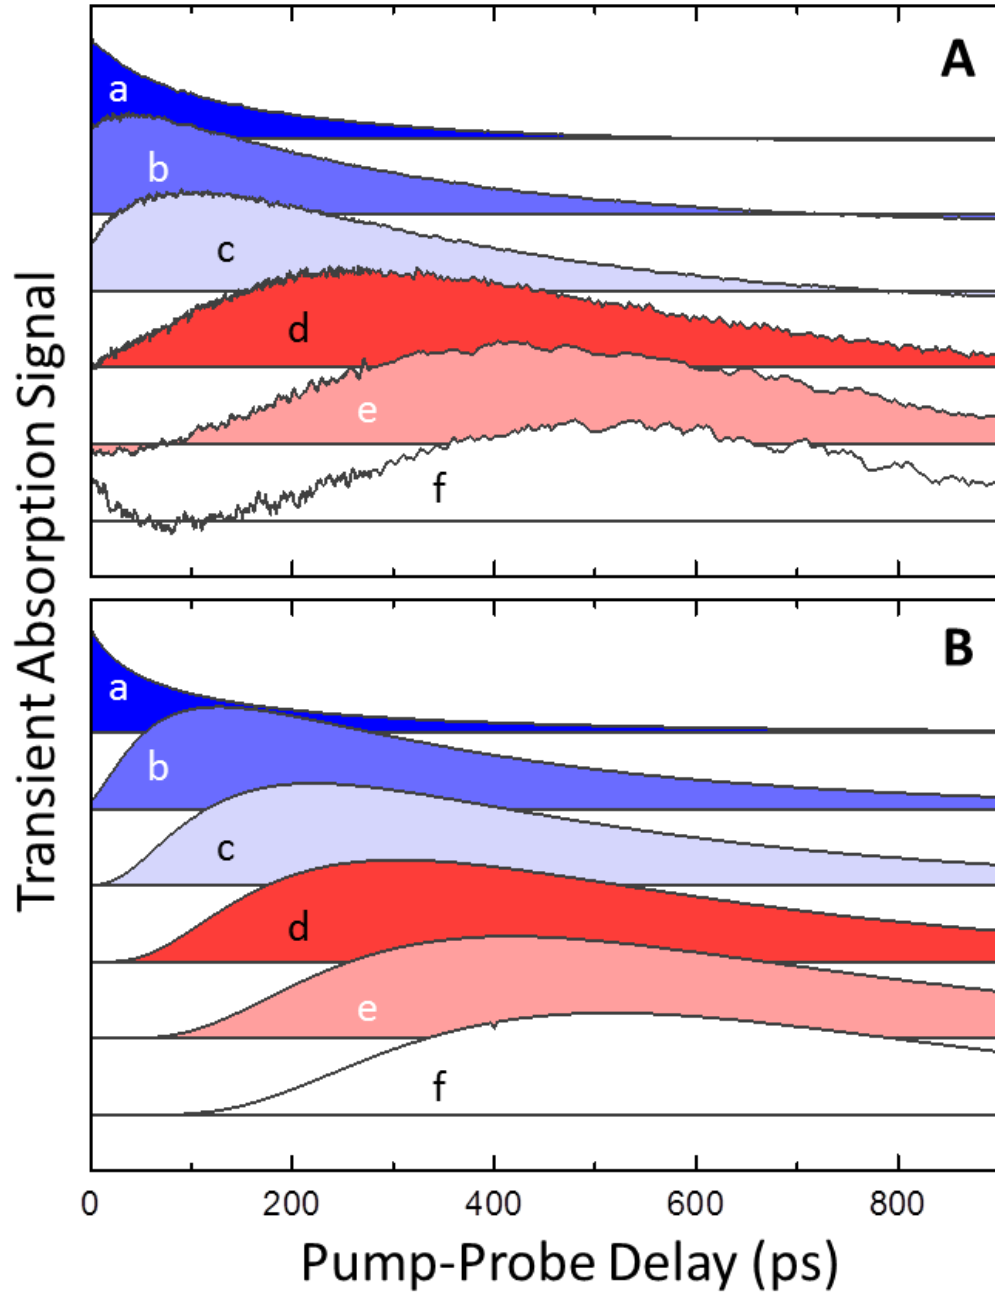 A
a
b
c
d
e
f
Transient Absorption Signal
B
a
b
c
d
e
f
0 200 400 600 800
Pump-Probe Delay (ps)